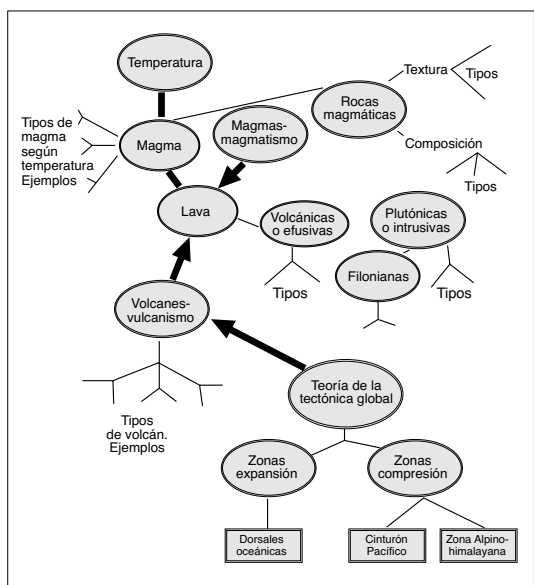 Temperatura
Textura
Tipos
Rocas
magmáticas
Tipos de
magma
según
temperatura
Ejemplos
Magma
Magmas-
magmatismo
Composición
Tipos
Lava
Volcánicas
o efusivas
Plutónicas
o intrusivas
Filonianas
Tipos
Tipos
Volcanes-
vulcanismo
Teoría de la
tectónica global
Tipos
de volcán.
Ejemplos
Zonas
expansión
Zonas
compresión
Dorsales
oceánicas
Cinturón
Pacífico
Zona Alpino-
himalayana